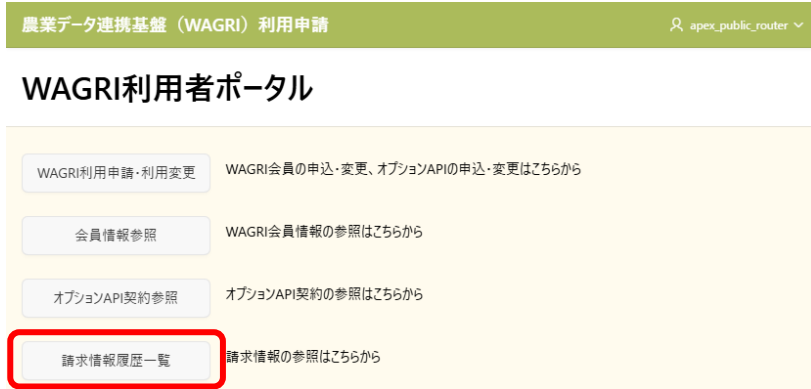 農業データ連携基盤（WAGRI）利用申請
apex_public_router
WAGRI利用者ポータル
WAGRI利用申請・利用変更
WAGRI会員の申込・変更、オプションAPIの申込・変更はこちらから
会員情報参照
WAGRI会員情報の参照はこちらから
オプションAPI契約参照
オプションAPI契約の参照はこちらから
請求情報履歴一覧
請求情報の参照はこちらから